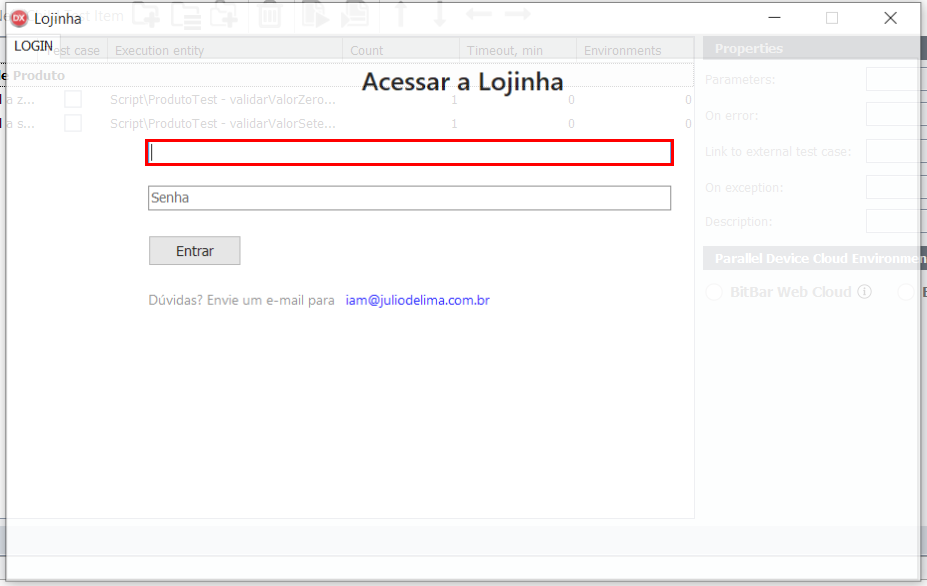 Lojinha
Test Item
LOGIN
Test case Execution entity Count Timeout, min Environments Properties
Produto
Acessar a Lojinha
Parameters:
a z... Script\ProdutoTest - validarValorZero... 1 0 0
On error:
a s... Script\ProdutoTest - validarValorSete... 1 0 0
Link to external test case:
Senha
On exception:
Description:
Entrar
Parallel Device Cloud Environmen
BitBar Web Cloud
Dúvidas? Envie um e-mail para iam@juliodelima.com.br